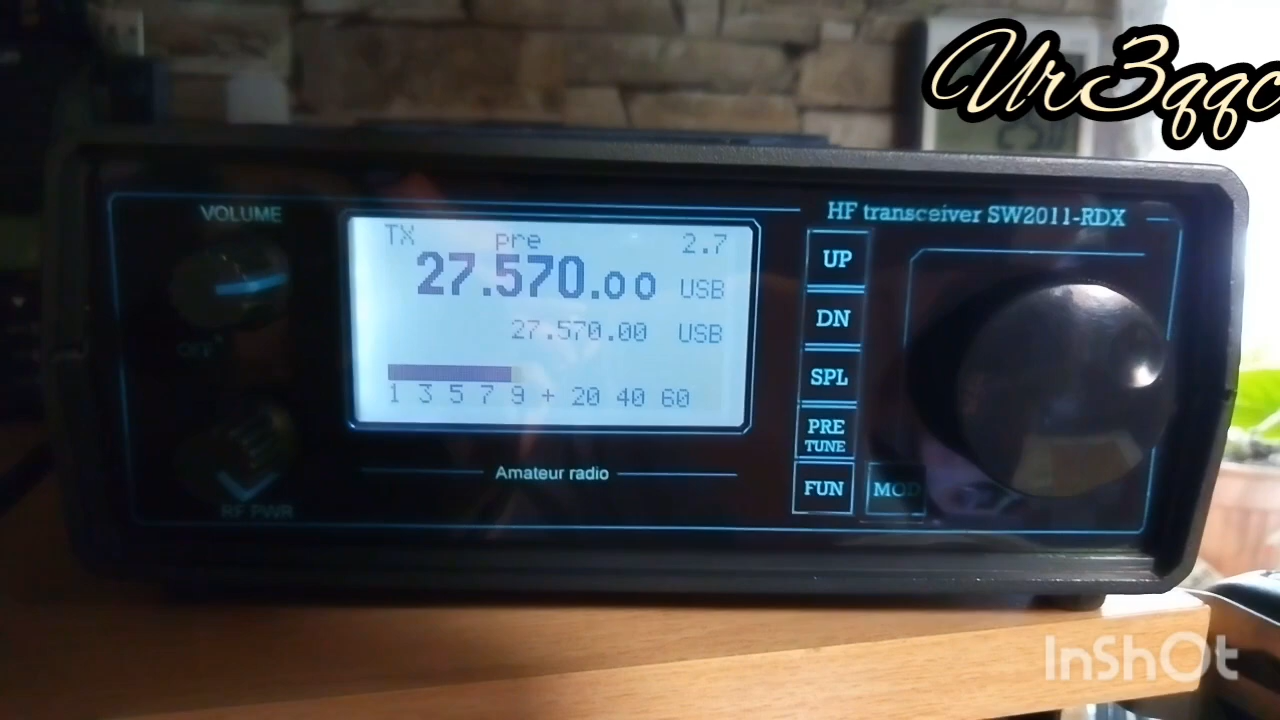 Ur3qqc
VOLUME
HF transceiver SW2011-RDX
TX pre 2.7
27.570.00 USB
27.570.00 USB
1 3 5 7 9 + 20 40 60
OFF
RF PWR
Amateur radio
UP
DN
SPL
PRE
TUNE
FUN
MOD
InShOt